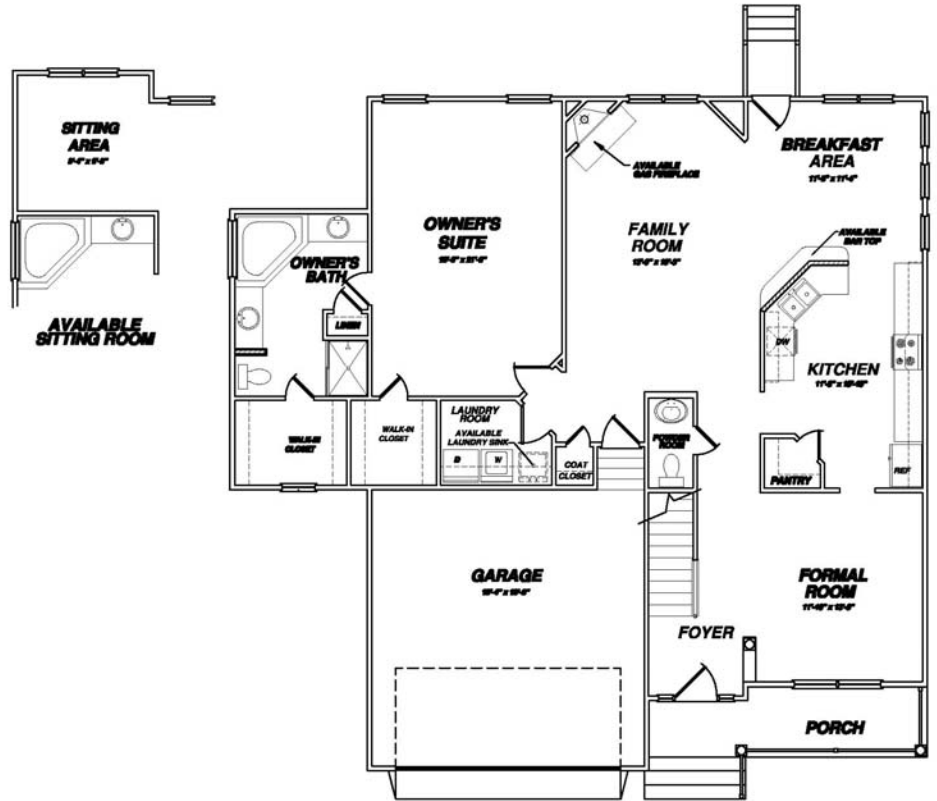 SITTING
AREA
AVAILABLE
SITTING ROOM
OWNER'S
SUITE
OWNER'S
BATH
LINEN
WALK-IN
CLOSET
WALK-IN
CLOSET
LAUNDRY
ROOM
AVAILABLE
LAUNDRY SINK
D
W
COAT
CLOSET
AVAILABLE
GAS FIREPLACE
FAMILY
ROOM
BREAKFAST
AREA
AVAILABLE
BAR TOP
DW
KITCHEN
POWDER
ROOM
PANTRY
REF
GARAGE
FORMAL
ROOM
FOYER
PORCH